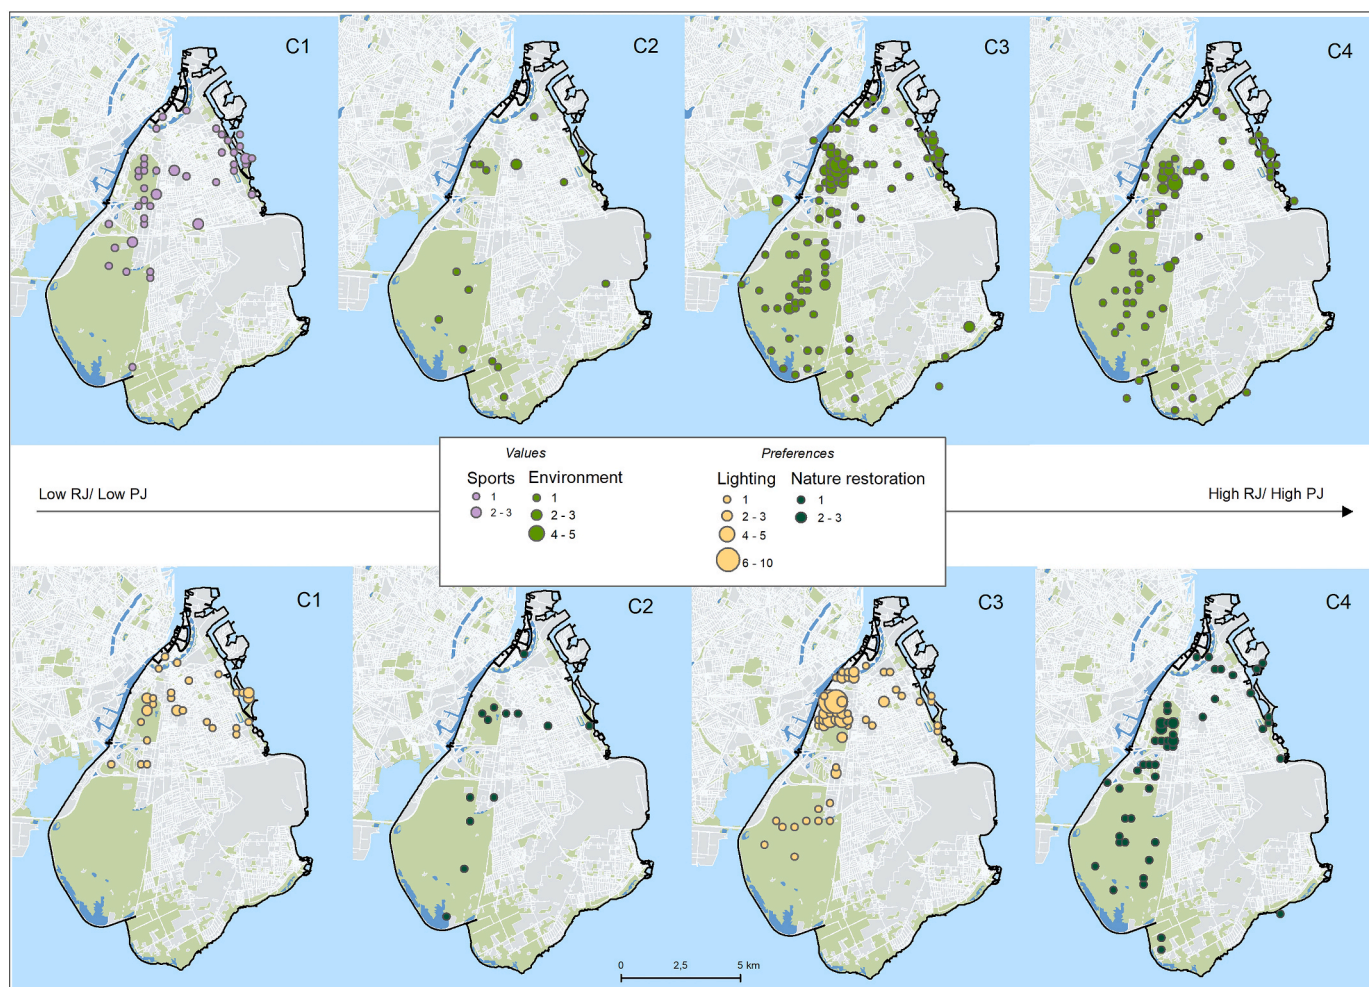 C1
C2
C3
C4
Values
Preferences
Sports
Environment
Lighting
Nature restoration
1
1
1
1
2 - 3
2 - 3
2 - 3
2 - 3
4 - 5
4 - 5
6 - 10
Low RJ/ Low PJ
High RJ/ High PJ
C1
C2
C3
C4
0
2,5
5 km